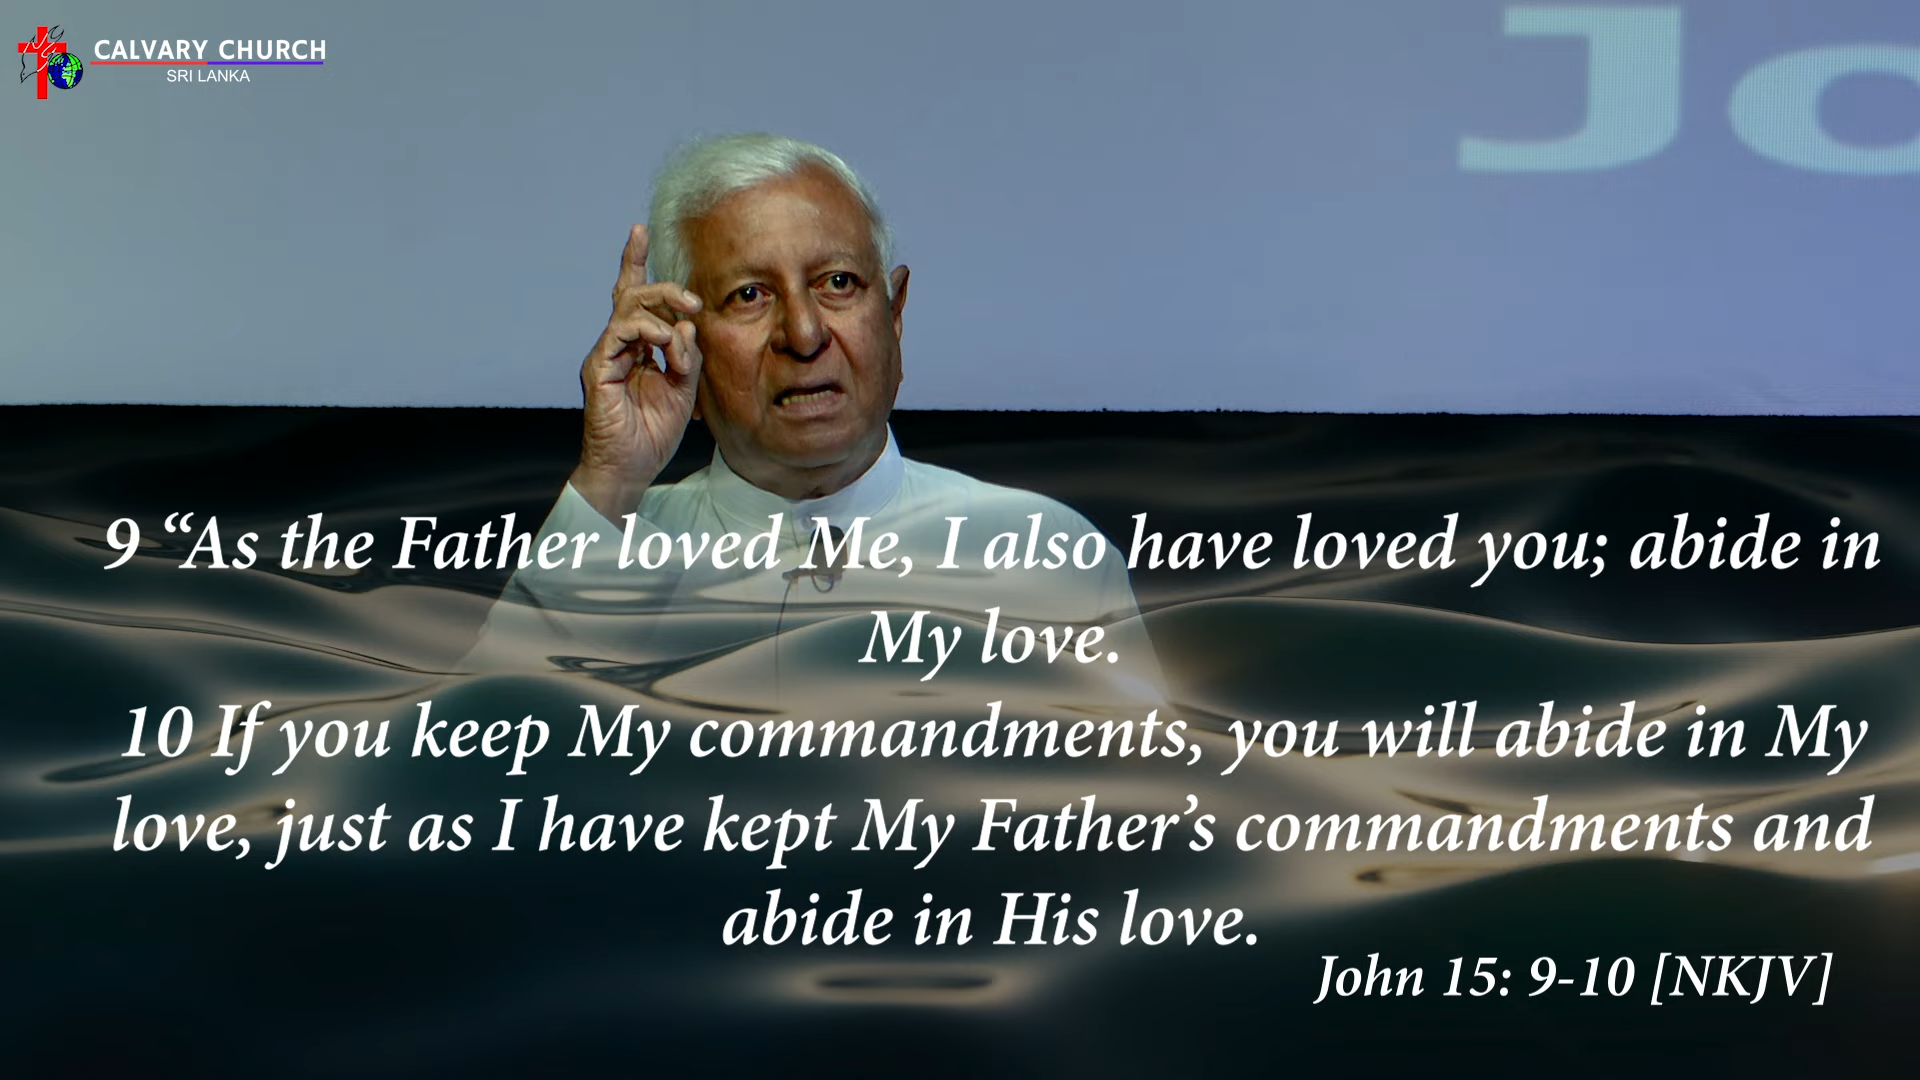 CALVARY CHURCH
SRI LANKA
Jo
9 “As the Father loved Me, I also have loved you; abide in
My love.
10 If you keep My commandments, you will abide in My
love, just as I have kept My Father’s commandments and
abide in His love.
John 15: 9-10 [NKJV]